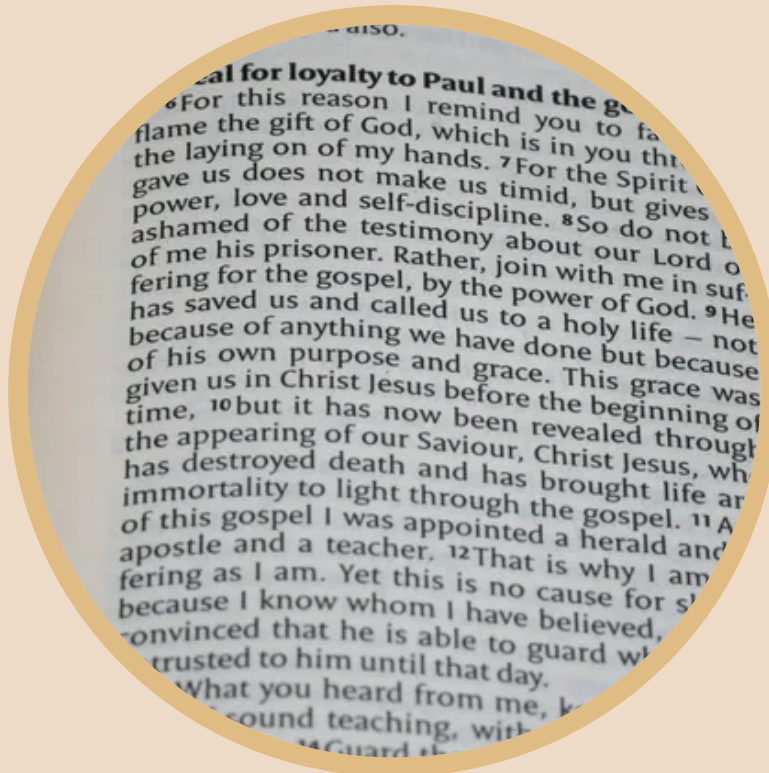 also.
for loyalty to Paul and the
6 For this reason I remind you to
flame the gift of God, which is in you
the laying on of my hands. 7 For the Spirit
gave us does not make us timid, but gives
power, love and self-discipline. 8 So do not
ashamed of the testimony about our Lord
of me his prisoner. Rather, join with me in suf-
fering for the gospel, by the power of God. 9 He
has saved us and called us to a holy life – not
because of anything we have done but because
of his own purpose and grace. This grace was
given us in Christ Jesus before the beginning of
time, 10 but it has now been revealed through
the appearing of our Saviour, Christ Jesus,
has destroyed death and has brought life
immortality to light through the gospel. 11
of this gospel I was appointed a herald and
apostle and a teacher. 12 That is why I am
fering as I am. Yet this is no cause for
because I know whom I have believed,
convinced that he is able to guard
trusted to him until that day.
What you heard from me,
sound teaching, with
14 Guard